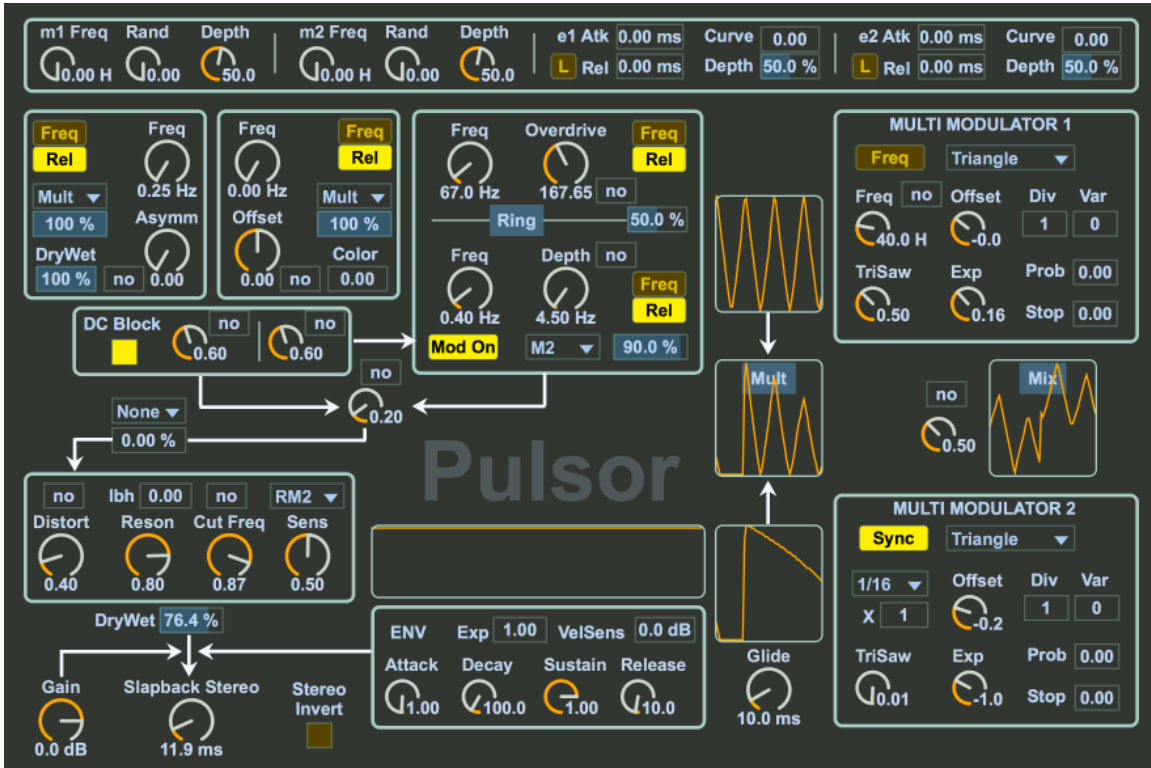 m1 Freq Rand Depth m2 Freq Rand Depth e1 Atk 0.00 ms Curve 0.00 e2 Atk 0.00 ms Curve 0.00
0.00 H 0.00 50.0 0.00 H 0.00 50.0 L Rel 0.00 ms Depth 50.0 % L Rel 0.00 ms Depth 50.0 %
Freq Freq
Rel
0.25 Hz
Mult
100 % Asymm
DryWet
100 % no 0.00
Freq Freq
Rel
0.00 Hz
Mult
Offset 100 %
Color
0.00 no 0.00
Freq Overdrive Freq
Rel
67.0 Hz 167.65 no
Ring 50.0 %
Freq Depth no
Freq
Rel
0.40 Hz 4.50 Hz
Mod On M2 90.0 %
MULTI MODULATOR 1
Freq Triangle
Freq no Offset Div Var
40.0 H -0.0 1 0
TriSaw Exp Prob 0.00
0.50 0.16 Stop 0.00
DC Block no no
0.60 0.60
no
0.20
None
0.00 %
Mult
no
0.50
Mix
Pulsor
no lbh 0.00 no RM2
Distort Reson Cut Freq Sens
0.40 0.80 0.87 0.50
DryWet 76.4 %
MULTI MODULATOR 2
Sync Triangle
1/16 Offset Div Var
X 1 -0.2 1 0
TriSaw Exp Prob 0.00
0.01 -1.0 Stop 0.00
ENV Exp 1.00 VelSens 0.0 dB
Attack Decay Sustain Release
1.00 100.0 1.00 10.0
Glide
10.0 ms
Gain Slapback Stereo Stereo
Invert
0.0 dB 11.9 ms